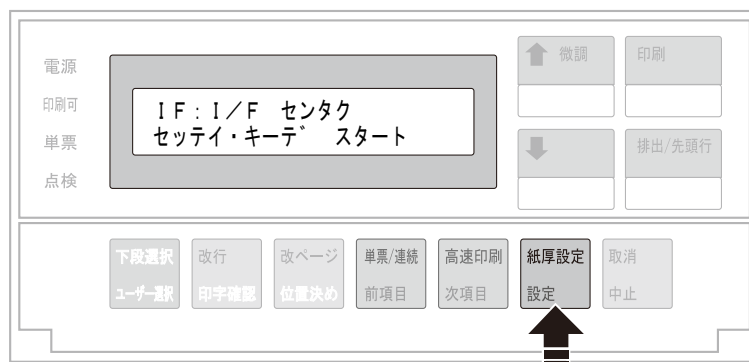 電源
印刷可
単票
点検
IF:I/F センタク
セッテイ・キーデ スタート
微調
印刷
排出/先頭行
下段選択
ユーザー選択
改行
印字確認
改ページ
位置決め
単票/連続
前項目
高速印刷
次項目
紙厚設定
設定
取消
中止